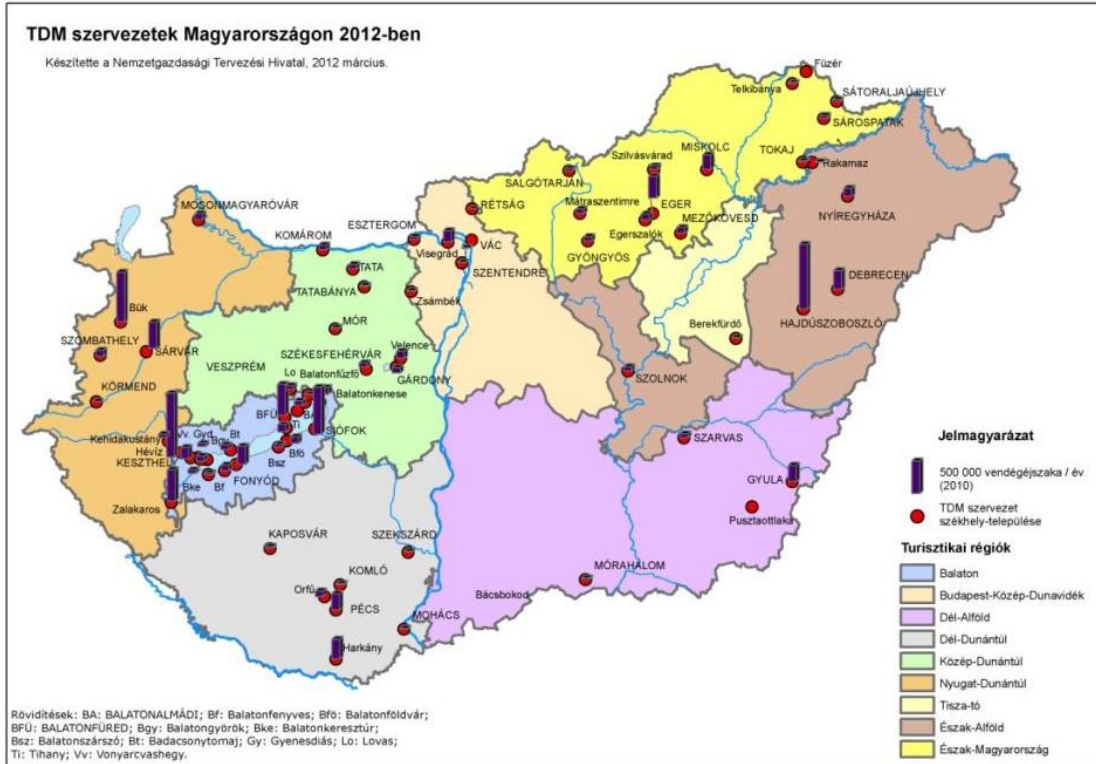 TDM szervezetek Magyarországon 2012-ben
Készítette a Nemzetgazdasági Tervezési Hivatal, 2012 március.
Füzér
Telkibánya
SÁTORALJAÚJHELY
SÁROSPATAK
MISKOLC
TOKAJ
Rakamaz
Szilvásvárad
SALGÓTARJÁN
Mátraszentimre
EGER
NYÍREGYHÁZA
MOSONMAGYARÓVÁR
RÉTSÁG
Egerszalók
MEZŐKÖVESD
ESZTERGOM
KOMÁROM
VÁC
Visegrád
GYÖNGYÖS
TATA
SZENTENDRE
DEBRECEN
TATABÁNYA
Zsámbék
Bük
HAJDÚSZOBOSZLÓ
MÓR
Berekfürdő
SZOMBATHELY
SÁRVÁR
Velence
SZÉKESFEHÉRVÁR
VESZPRÉM
Balatonfűzfő
GÁRDONY
SZOLNOK
Lo
Balatonkenese
KÖRMEND
BFÜ
BA
Ti
SIÓFOK
Kehidakustány
Vv.
Gyd
Bgy
Bt
SZARVAS
Hévíz
Bfö
KESZTHELY
Bsz
Bke
Bf
FONYÓD
GYULA
Zalakaros
Pusztaottlaka
KAPOSVÁR
SZEKSZÁRD
KOMLÓ
MÓRAHALOM
Orfű
Bácsbokod
PÉCS
MOHÁCS
Harkány
Jelmagyarázat
500 000 vendégéjszaka / év
(2010)
TDM szervezet
székhely-települése
Turisztikai régiók
Balaton
Budapest-Közép-Dunavidék
Dél-Alföld
Dél-Dunántúl
Közép-Dunántúl
Nyugat-Dunántúl
Tisza-tó
Észak-Alföld
Észak-Magyarország
Rövidítések: BA: BALATONALMÁDI; Bf: Balatonfenyves; Bfö: Balatonföldvár;
BFÜ: BALATONFÜRED; Bgy: Balatongyörök; Bke: Balatonkeresztúr;
Bsz: Balatonszárszó; Bt: Badacsonytomaj; Gy: Gyenesdiás; Lo: Lovas;
Ti: Tihany; Vv: Vonyarcvashegy.